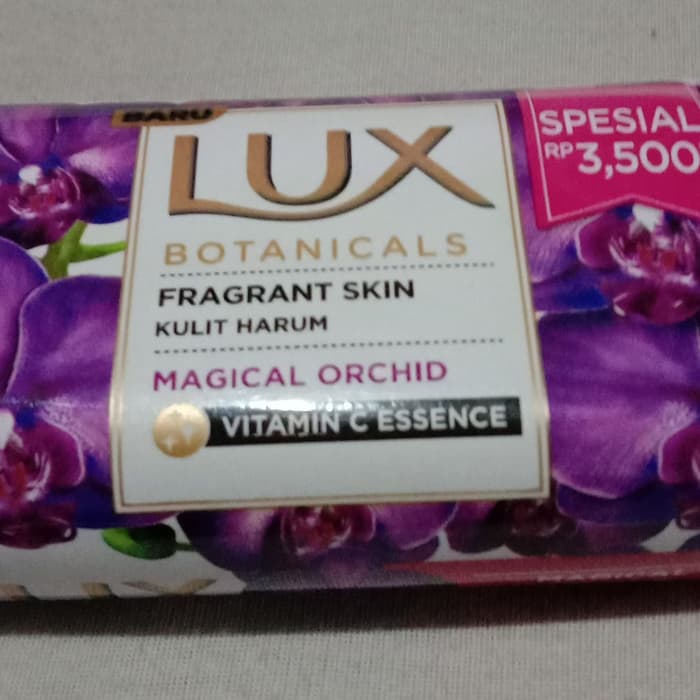 BARU
LUX
BOTANICALS
FRAGRANT SKIN
KULIT HARUM
MAGICAL ORCHID
VITAMIN C ESSENCE
SPESIAL
RP 3,500